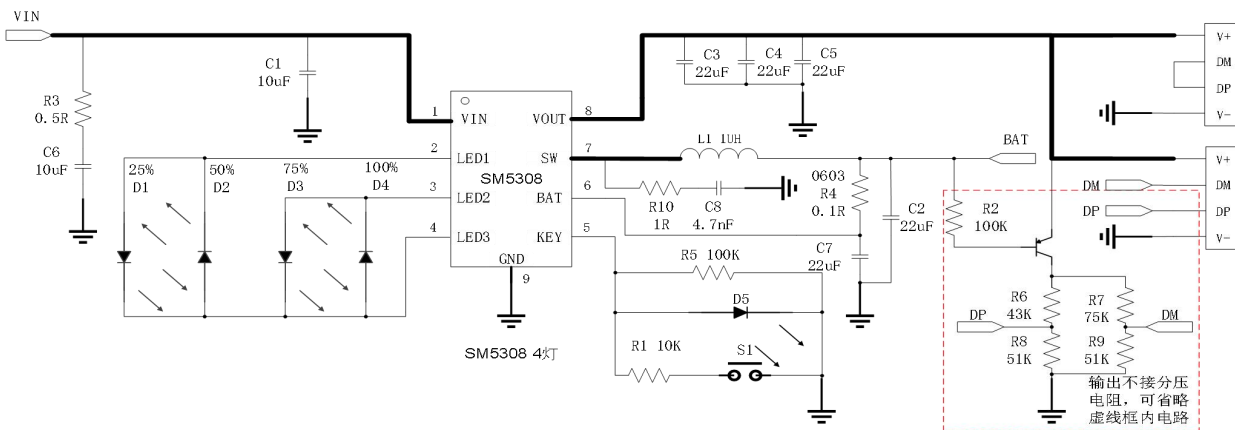 VIN
C1
10uF
R3
0.5R
C6
10uF
25%
D1
50%
D2
75%
D3
100%
D4
1
2
3
4
VIN
LED1
LED2
LED3
SM5308
GND
9
VOUT
SW
BAT
KEY
8
7
6
5
SM5308 4灯
C3
22uF
C4
22uF
C5
22uF
L1 1UH
R10
1R
C8
4.7nF
0603
R4
0.1R
C7
22uF
C2
22uF
BAT
R5 100K
D5
R1 10K
S1
R2
100K
DP
R6
43K
R8
51K
R7
75K
R9
51K
DM
输出不接分压
电阻，可省略
虚线框内电路
V+
DM
DP
V-
DM
DP
V+
DM
DP
V-